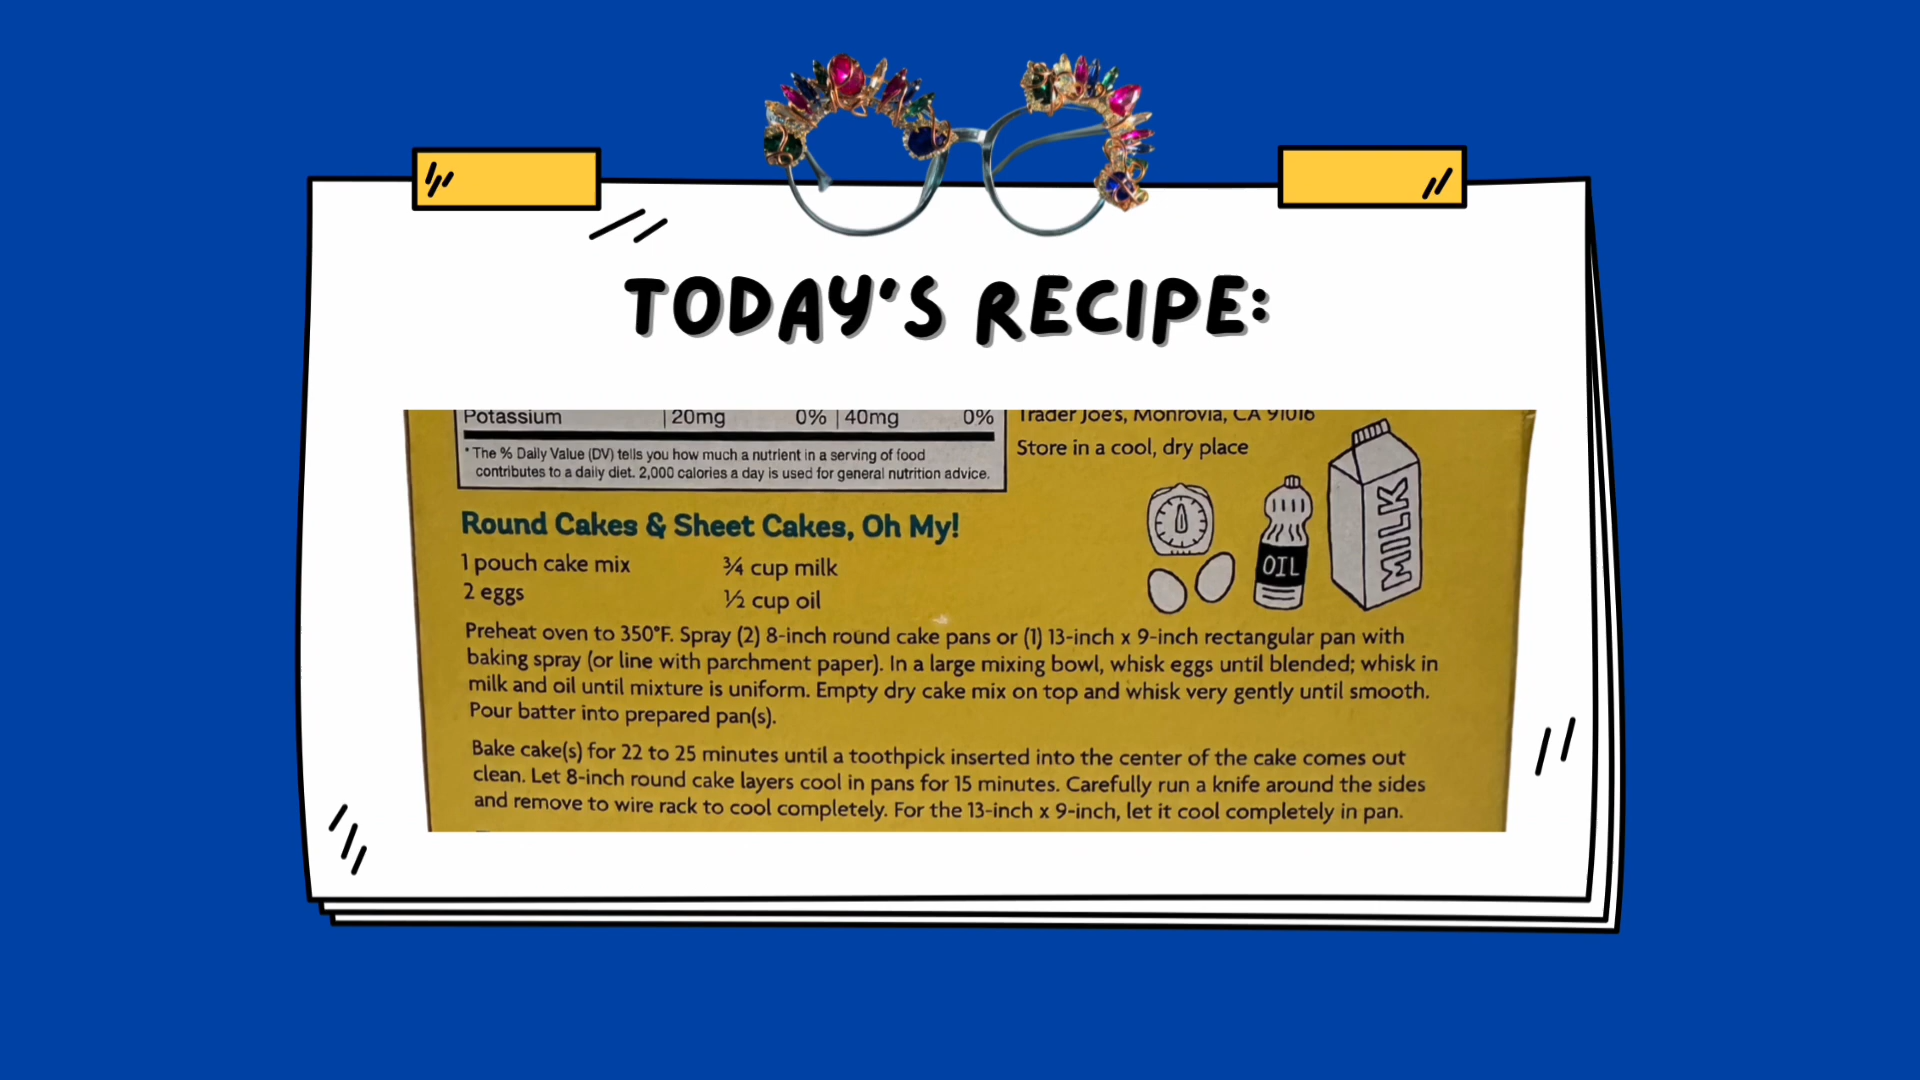 TODAY'S RECIPE:
Potassium 20mg 0% 40mg 0%
* The % Daily Value (DV) tells you how much a nutrient in a serving of food
contributes to a daily diet. 2,000 calories a day is used for general nutrition advice.
Trader Joe's, Monrovia, CA 91016
Store in a cool, dry place
MILK
OIL
Round Cakes & Sheet Cakes, Oh My!
1 pouch cake mix
2 eggs
¾ cup milk
½ cup oil
Preheat oven to 350°F. Spray (2) 8-inch round cake pans or (1) 13-inch x 9-inch rectangular pan with
baking spray (or line with parchment paper). In a large mixing bowl, whisk eggs until blended; whisk in
milk and oil until mixture is uniform. Empty dry cake mix on top and whisk very gently until smooth.
Pour batter into prepared pan(s).
Bake cake(s) for 22 to 25 minutes until a toothpick inserted into the center of the cake comes out
clean. Let 8-inch round cake layers cool in pans for 15 minutes. Carefully run a knife around the sides
and remove to wire rack to cool completely. For the 13-inch x 9-inch, let it cool completely in pan.